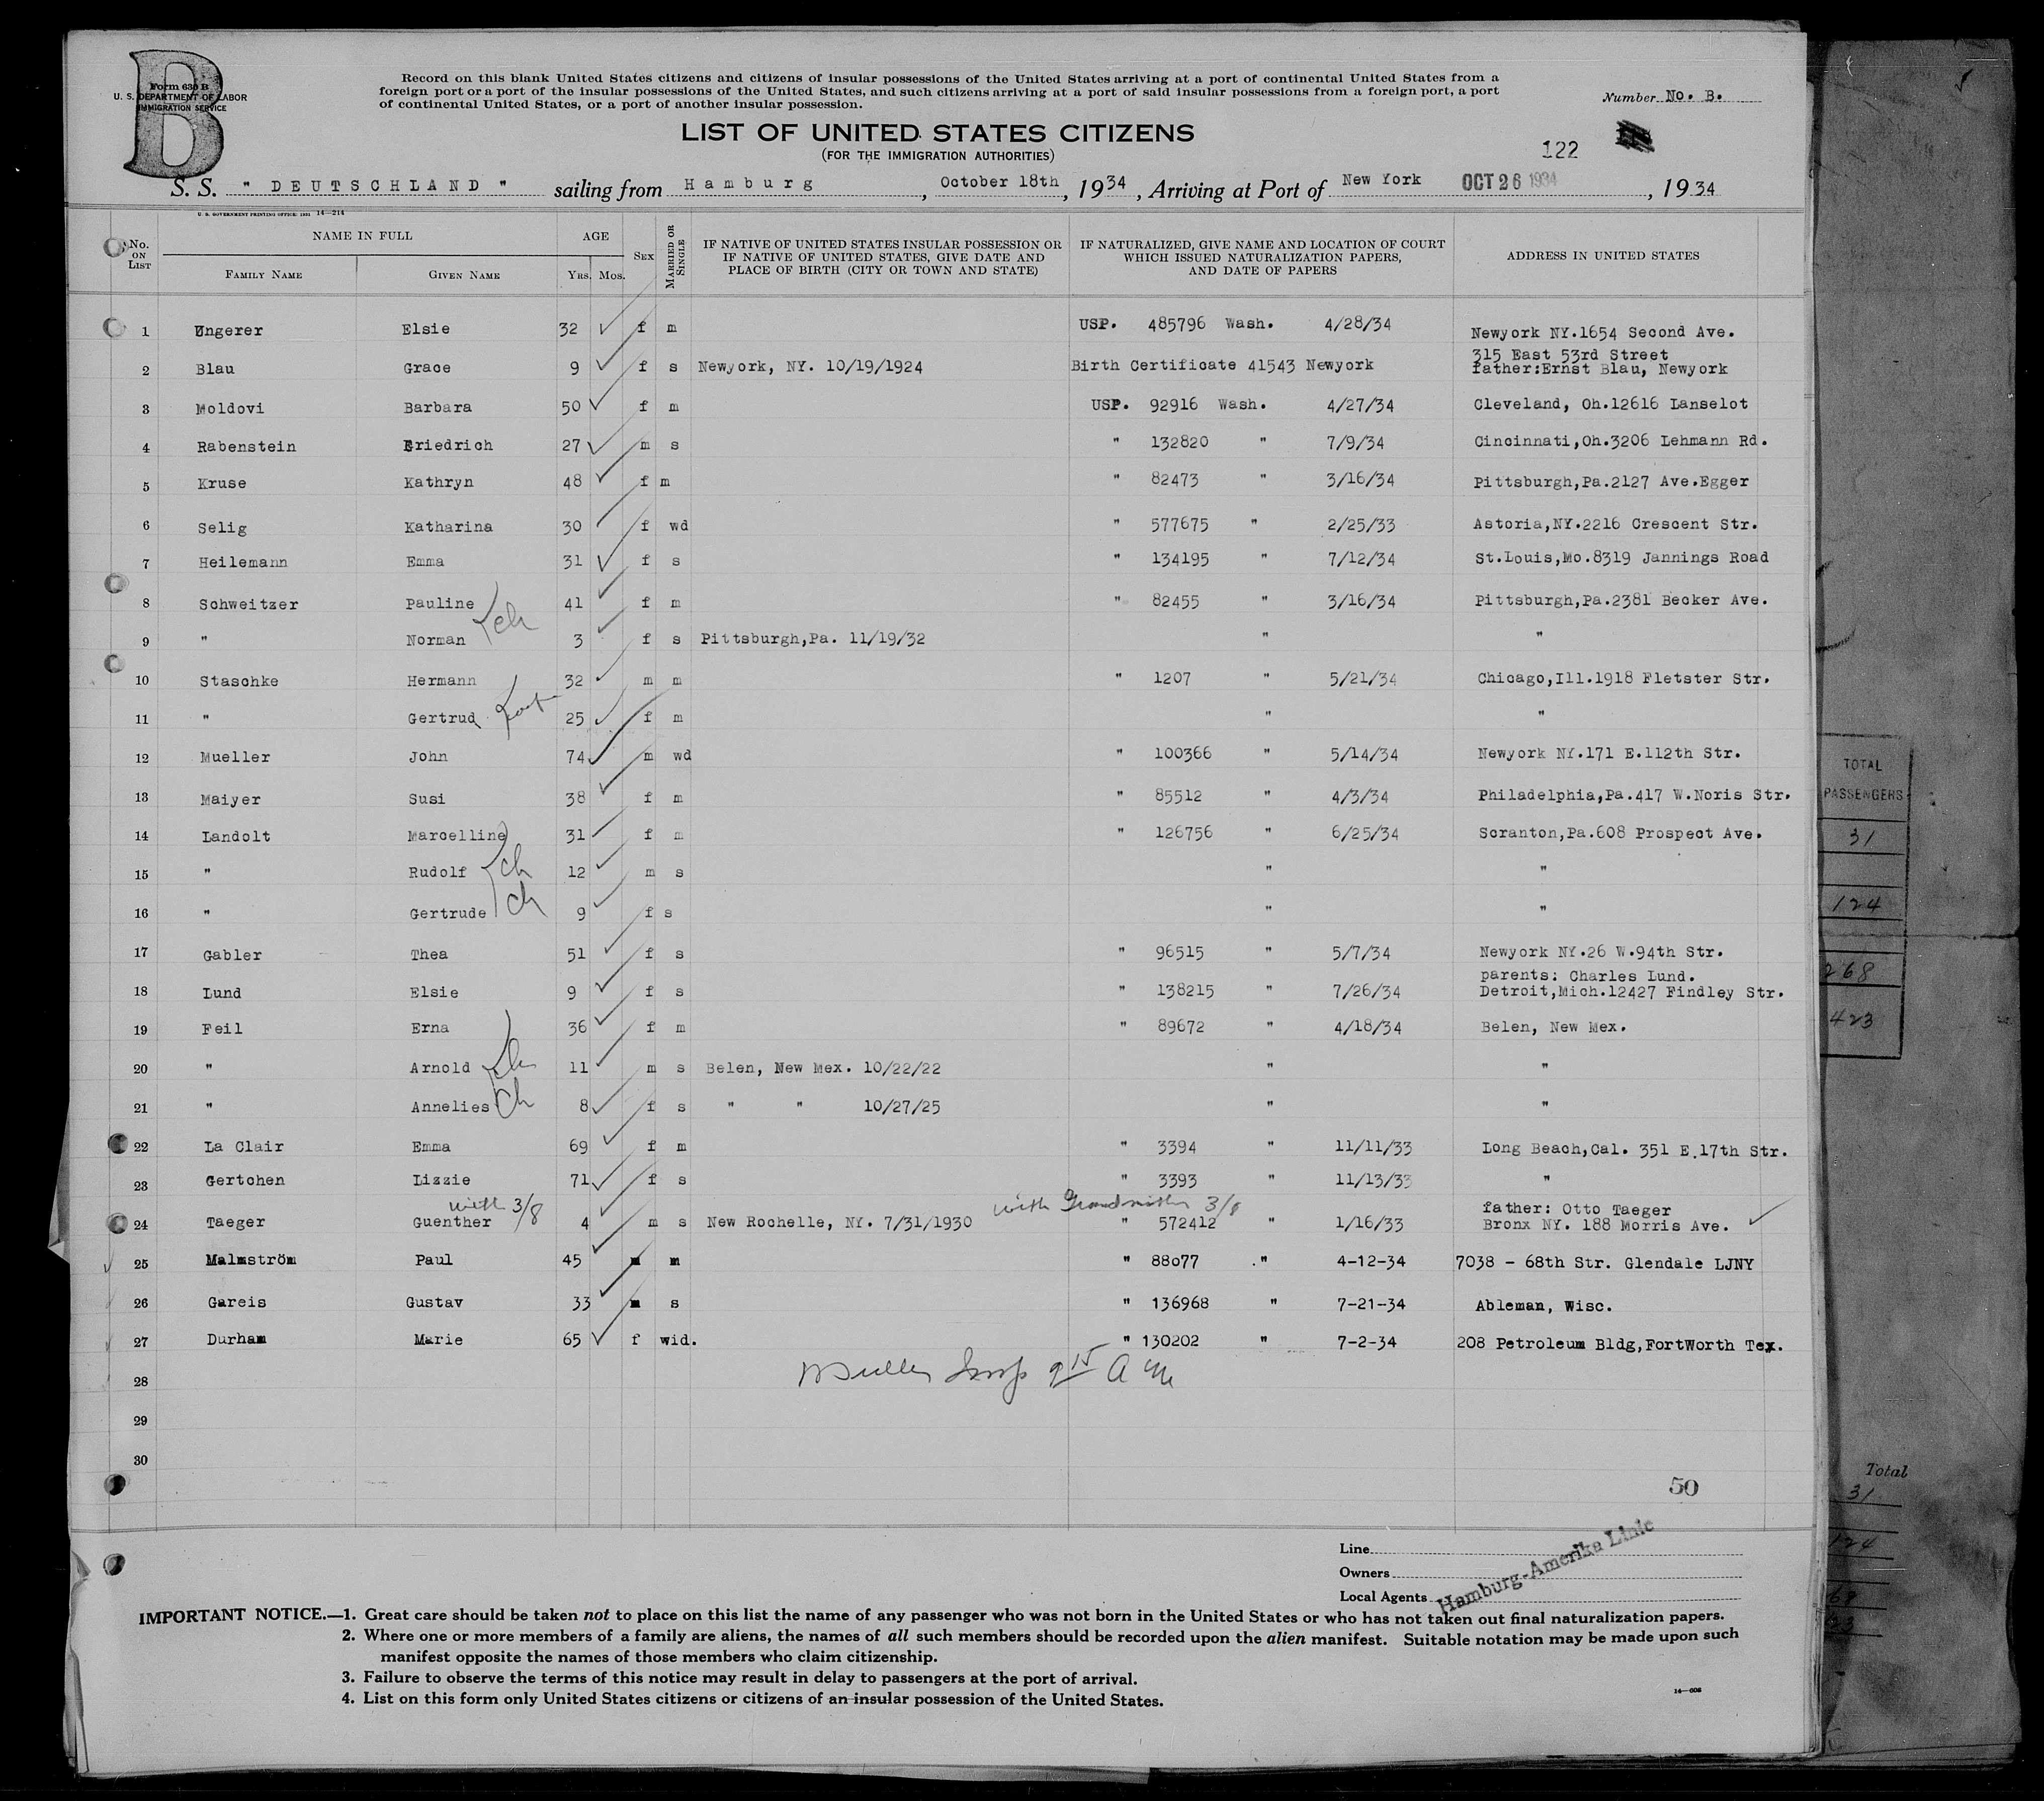 B
Form 630 B
U. S. DEPARTMENT OF LABOR
IMMIGRATION SERVICE
Record on this blank United States citizens and citizens of insular possessions of the United States arriving at a port of continental United States from a
foreign port or a port of the insular possessions of the United States, and such citizens arriving at a port of said insular possessions from a foreign port, a port
of continental United States, or a port of another insular possession.
Number No. B.
LIST OF UNITED STATES CITIZENS
(FOR THE IMMIGRATION AUTHORITIES)
122
S. S. " DEUTSCHLAND " sailing from Hamburg, October 18th, 1934, Arriving at Port of New York OCT 26 1934, 1934
U. S. GOVERNMENT PRINTING OFFICE: 1931 14—214
No. ON LIST NAME IN FULL AGE SEX MARRIED OR SINGLE IF NATIVE OF UNITED STATES INSULAR POSSESSION OR IF NATIVE OF UNITED STATES, GIVE DATE AND PLACE OF BIRTH (CITY OR TOWN AND STATE) IF NATURALIZED, GIVE NAME AND LOCATION OF COURT WHICH ISSUED NATURALIZATION PAPERS, AND DATE OF PAPERS ADDRESS IN UNITED STATES
FAMILY NAME GIVEN NAME YRS. MOS.
1 Ungerer Elsie 32 f m USP. 485796 Wash. 4/28/34 Newyork NY.1654 Second Ave.
2 Blau Grace 9 f s Newyork, NY. 10/19/1924 Birth Certificate 41543 Newyork 315 East 53rd Street
father:Ernst Blau, Newyork
3 Moldovi Barbara 50 f m USP. 92916 Wash. 4/27/34 Cleveland, Oh.12616 Lanselot
4 Rabenstein Friedrich 27 m s " 132820 " 7/9/34 Cincinnati,Oh.3206 Lehmann Rd.
5 Kruse Kathryn 48 f m " 82473 " 3/16/34 Pittsburgh,Pa.2127 Ave.Egger
6 Selig Katharina 30 f wd " 577675 " 2/25/33 Astoria,NY.2216 Crescent Str.
7 Heilemann Emma 31 f s " 134195 " 7/12/34 St.Louis,Mo.8319 Jannings Road
8 Schweitzer Pauline 41 f m " 82455 " 3/16/34 Pittsburgh,Pa.2381 Becker Ave.
ch
9 " Norman 3 f s Pittsburgh,Pa. 11/19/32 " "
10 Staschke Hermann 32 m m " 1207 " 5/21/34 Chicago,Ill.1918 Fletster Str.
11 " Gertrud 25 f m " "
12 Mueller John 74 m wd " 100366 " 5/14/34 Newyork NY.171 E.112th Str.
13 Maiyer Susi 38 f m " 85512 " 4/3/34 Philadelphia,Pa.417 W.Noris Str.
14 Landolt Marcelline 31 f m " 126756 " 6/25/34 Scranton,Pa.608 Prospect Ave.
15 " Rudolf ch 12 m s " "
16 " Gertrude ch 9 f s " "
17 Gabler Thea 51 f s " 96515 " 5/7/34 Newyork NY.26 W.94th Str.
parents: Charles Lund.
18 Lund Elsie 9 f s " 138215 " 7/26/34 Detroit,Mich.12427 Findley Str.
19 Feil Erna 36 f m " 89672 " 4/18/34 Belen, New Mex.
20 " Arnold ch 11 m s Belen, New Mex. 10/22/22 " "
21 " Annelies ch 8 f s " " 10/27/25 " "
22 La Clair Emma 69 f m " 3394 " 11/11/33 Long Beach,Cal. 351 E.17th Str.
23 Gertchen Lizzie 71 f s " 3393 " 11/13/33 "
with 3/8 with Grandmother 3/8 father: Otto Taeger
24 Taeger Guenther 4 m s New Rochelle, NY. 7/31/1930 " 572412 " 1/16/33 Bronx NY. 188 Morris Ave.
25 Malmström Paul 45 m m " 88077 " 4-12-34 7038 - 68th Str. Glendale LJNY
26 Gareis Gustav 33 m s " 136968 " 7-21-34 Ableman, Wisc.
27 Durham Marie 65 f wid. " 130202 " 7-2-34 208 Petroleum Bldg,FortWorth Tex.
28
29
30
50
Line
Owners
Local Agents
Hamburg-Amerika Linie
IMPORTANT NOTICE.—1. Great care should be taken not to place on this list the name of any passenger who was not born in the United States or who has not taken out final naturalization papers.
2. Where one or more members of a family are aliens, the names of all such members should be recorded upon the alien manifest. Suitable notation may be made upon such
manifest opposite the names of those members who claim citizenship.
3. Failure to observe the terms of this notice may result in delay to passengers at the port of arrival.
4. List on this form only United States citizens or citizens of an insular possession of the United States.
14—608
TOTAL
PASSENGERS
31
124
268
423
Total
31
124